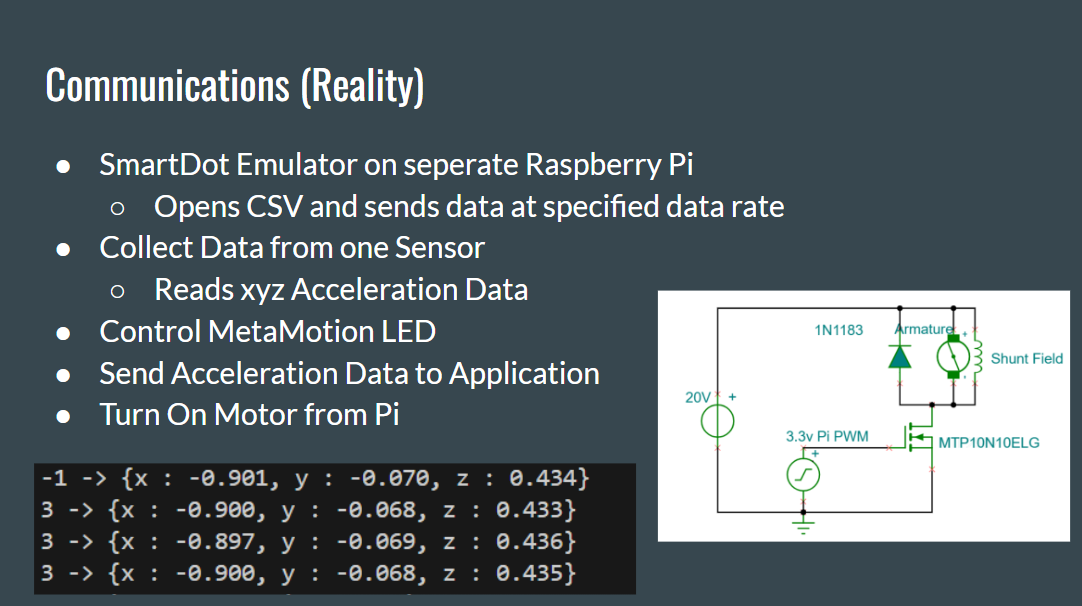 Communications (Reality)
● SmartDot Emulator on seperate Raspberry Pi
○ Opens CSV and sends data at specified data rate
● Collect Data from one Sensor
○ Reads xyz Acceleration Data
● Control MetaMotion LED
● Send Acceleration Data to Application
● Turn On Motor from Pi
-1 -> {x : -0.901, y : -0.070, z : 0.434}
3 -> {x : -0.900, y : -0.068, z : 0.433}
3 -> {x : -0.897, y : -0.069, z : 0.436}
3 -> {x : -0.900, y : -0.068, z : 0.435}
1N1183
Armature
+
Shunt Field
20V
+
3.3v Pi PWM
+
MTP10N10ELG